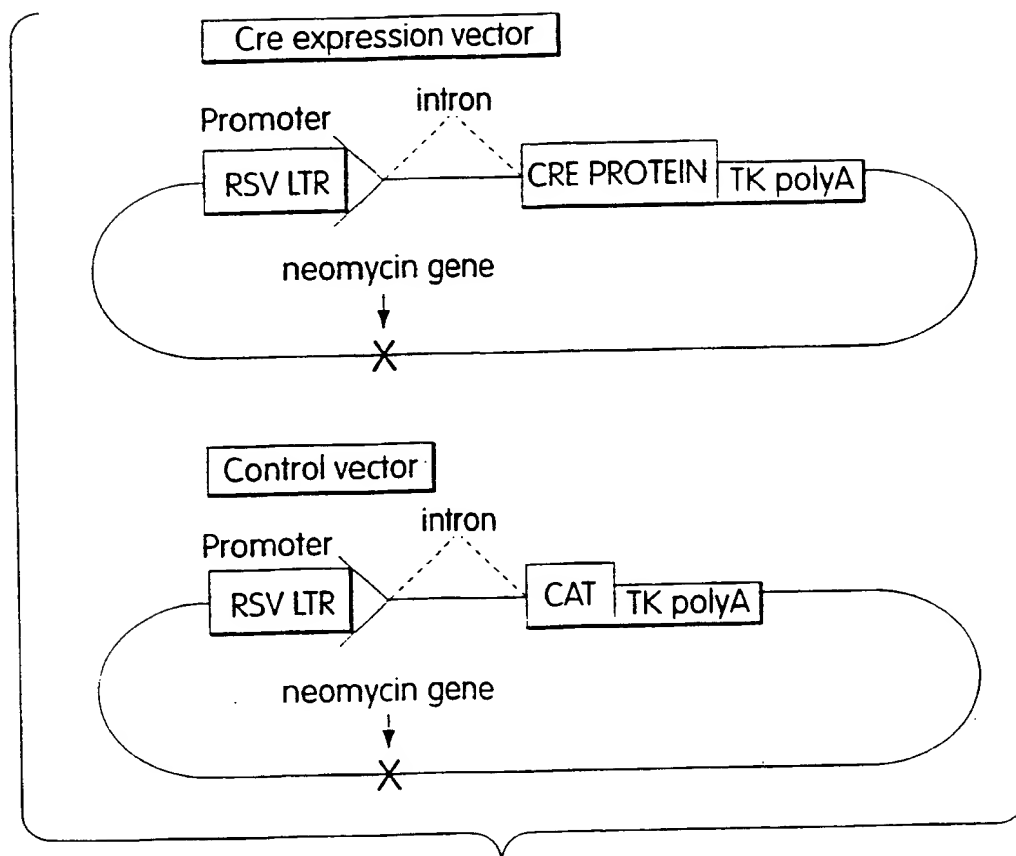 Cre expression vector
intron
Promoter
RSV LTR
CRE PROTEIN
TK polyA
neomycin gene
X
Control vector
intron
Promoter
RSV LTR
CAT
TK polyA
neomycin gene
X